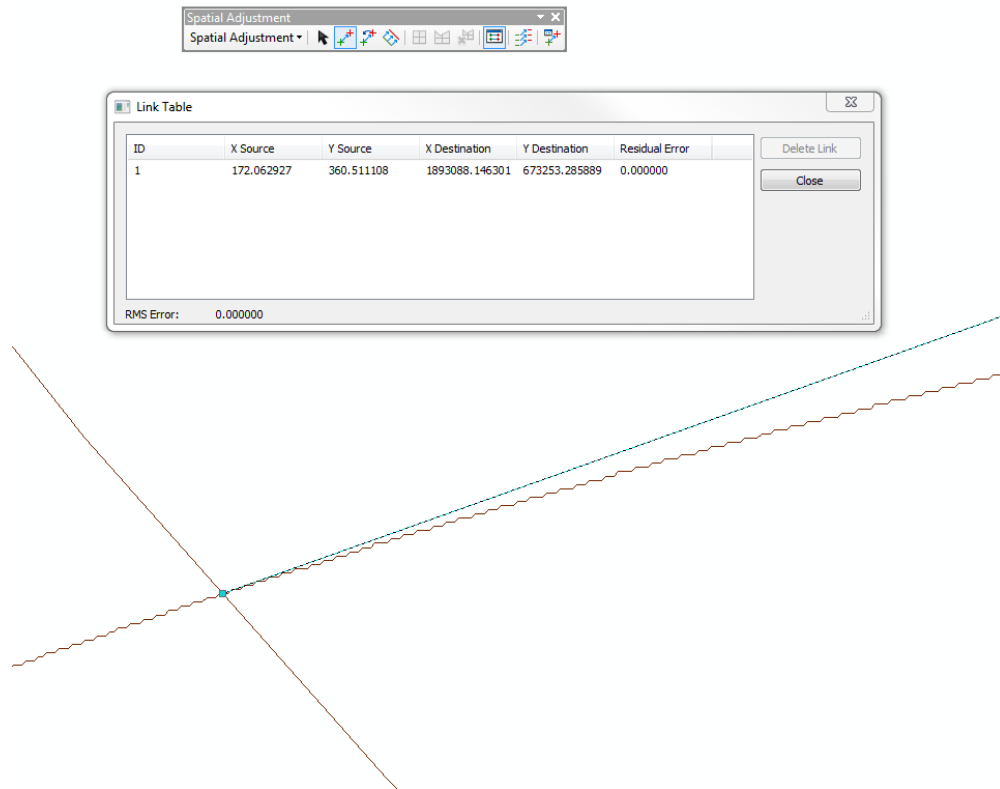 Spatial Adjustment
Spatial Adjustment
Link Table
ID X Source Y Source X Destination Y Destination Residual Error
1 172.062927 360.511108 1893088.146301 673253.285889 0.000000
Delete Link
Close
RMS Error: 0.000000